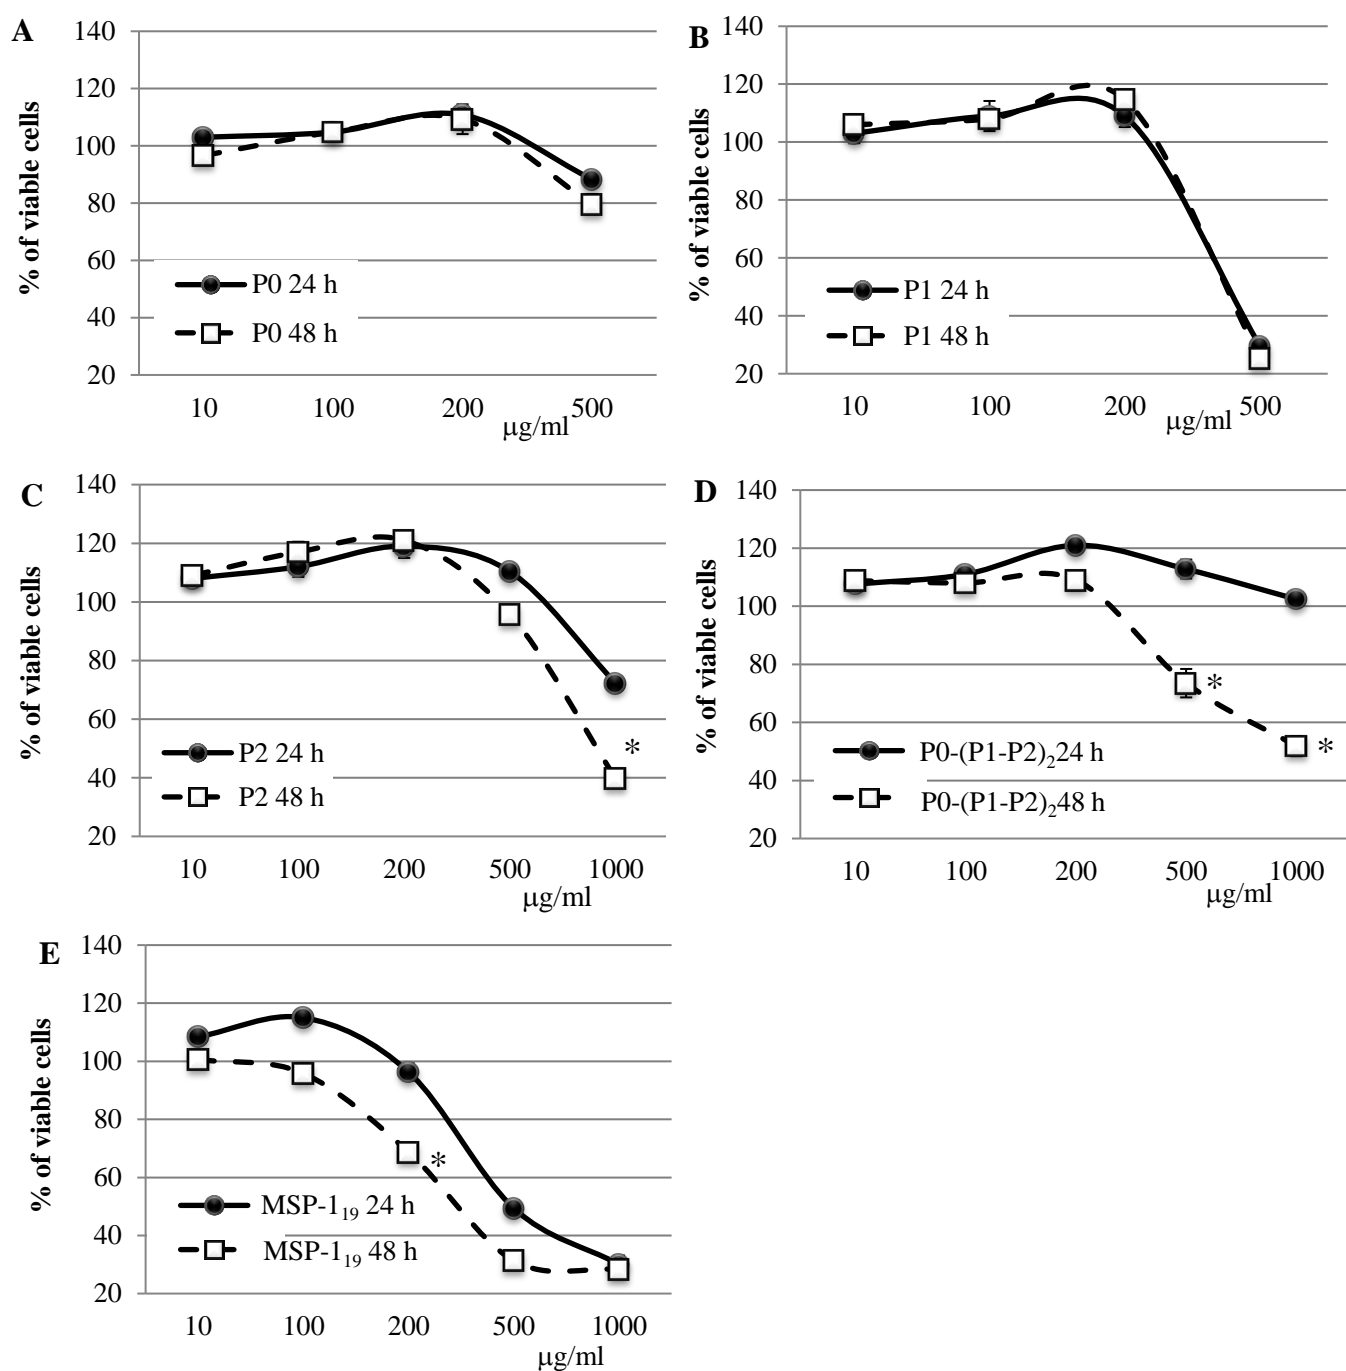 A
140
120
100
80
60
40
20
% of viable cells
P0 24 h
P0 48 h
10 100 200 500
µg/ml
B
140
120
100
80
60
40
20
% of viable cells
P1 24 h
P1 48 h
10 100 200 500
µg/ml
C
140
120
100
80
60
40
20
% of viable cells
*
P2 24 h
P2 48 h
10 100 200 500 1000
µg/ml
D
140
120
100
80
60
40
20
% of viable cells
*
*
P0-(P1-P2)₂24 h
P0-(P1-P2)₂48 h
10 100 200 500 1000
µg/ml
E
140
120
100
80
60
40
20
% of viable cells
*
MSP-1₁₉ 24 h
MSP-1₁₉ 48 h
10 100 200 500 1000
µg/ml